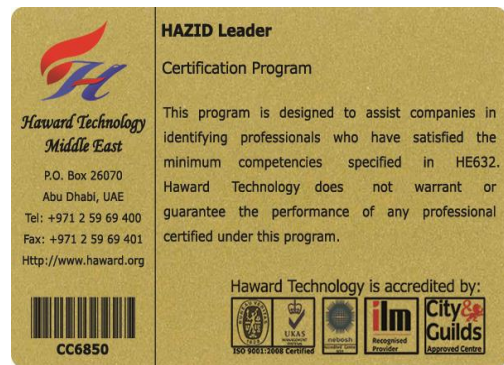 Haward Technology
Middle East
P.O. Box 26070
Abu Dhabi, UAE
Tel: +971 2 59 69 400
Fax: +971 2 59 69 401
Http://www.haward.org
CC6850
HAZID Leader
Certification Program
This program is designed to assist companies in
identifying professionals who have satisfied the
minimum competencies specified in HE632.
Haward Technology does not warrant or
guarantee the performance of any professional
certified under this program.
Haward Technology is accredited by:
ISO 9001:2008 Certified
UKAS
MANAGEMENT
SYSTEMS
nebosh
ilm
Recognised
Provider
City&
Guilds
Approved Centre